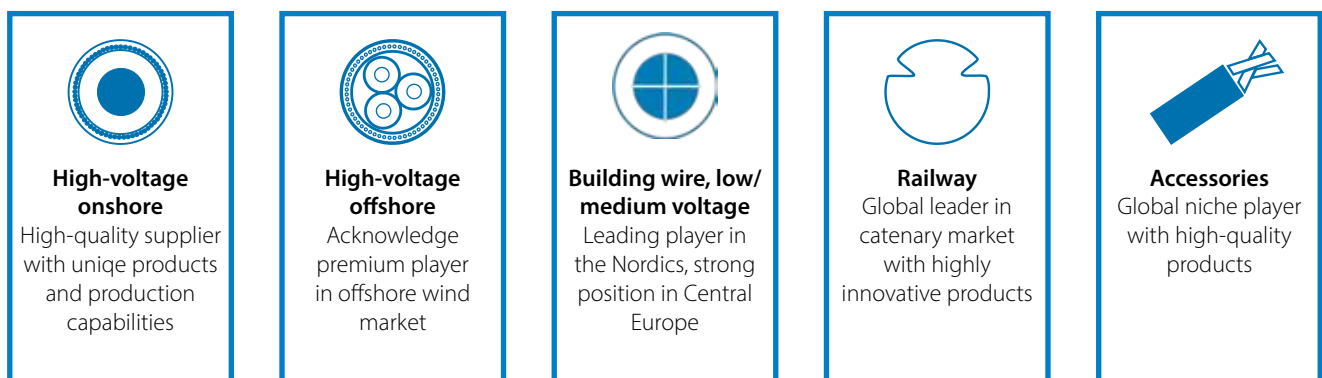 High-voltage
onshore
High-quality supplier
with uniqe products
and production
capabilities
High-voltage
offshore
Acknowledge
premium player
in offshore wind
market
Building wire, low/
medium voltage
Leading player in
the Nordics, strong
position in Central
Europe
Railway
Global leader in
catenary market
with highly
innovative products
Accessories
Global niche player
with high-quality
products